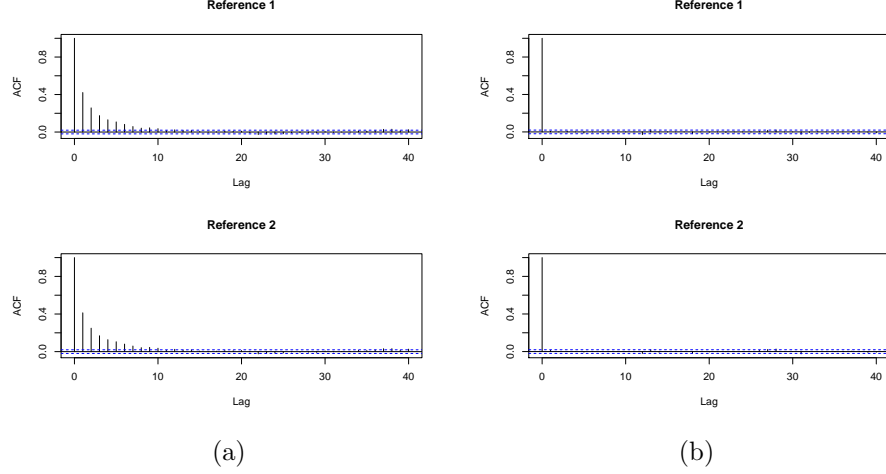 Reference 1
ACF
0.0 0.4 0.8
0 10 20 30 40
Lag
Reference 2
ACF
0.0 0.4 0.8
0 10 20 30 40
Lag
(a)
Reference 1
ACF
0.0 0.4 0.8
0 10 20 30 40
Lag
Reference 2
ACF
0.0 0.4 0.8
0 10 20 30 40
Lag
(b)